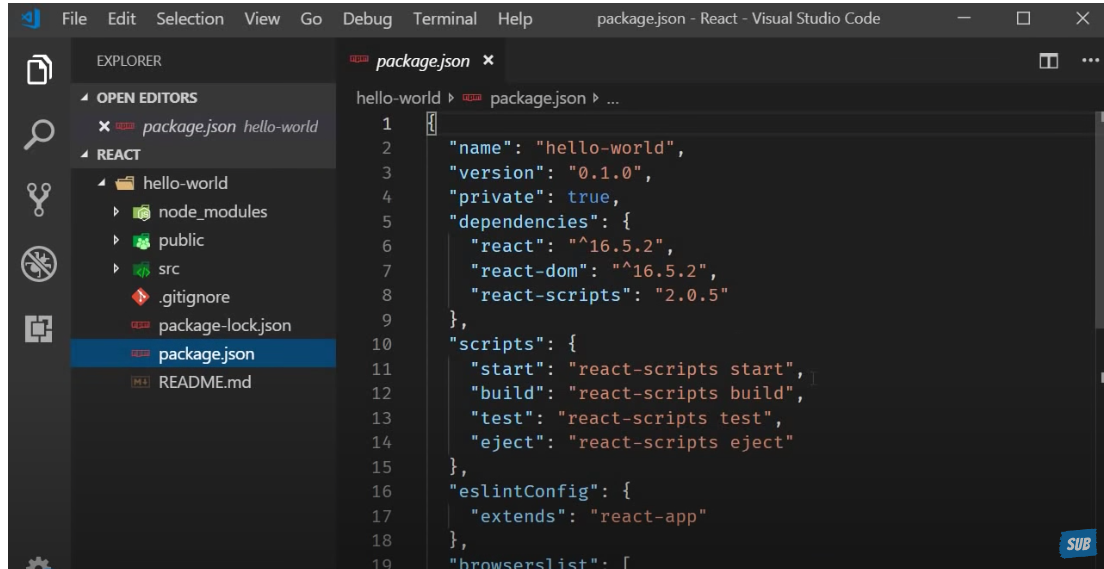 File Edit Selection View Go Debug Terminal Help package.json - React - Visual Studio Code
EXPLORER
OPEN EDITORS
package.json hello-world
REACT
hello-world
node_modules
public
src
.gitignore
package-lock.json
package.json
README.md
package.json
hello-world package.json ...
1 {
2 "name": "hello-world",
3 "version": "0.1.0",
4 "private": true,
5 "dependencies": {
6 "react": "^16.5.2",
7 "react-dom": "^16.5.2",
8 "react-scripts": "2.0.5"
9 },
10 "scripts": {
11 "start": "react-scripts start",
12 "build": "react-scripts build",
13 "test": "react-scripts test",
14 "eject": "react-scripts eject"
15 },
16 "eslintConfig": {
17 "extends": "react-app"
18 },
19 "browserslist": [
SUB